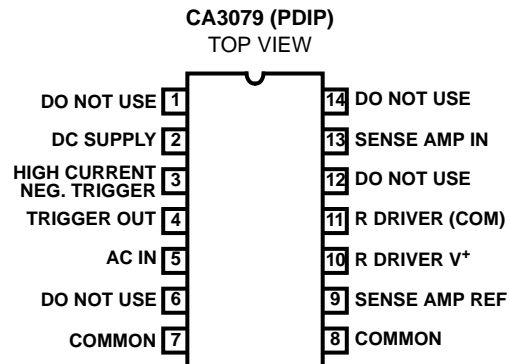 CA3079 (PDIP)
TOP VIEW
DO NOT USE 1
14 DO NOT USE
DC SUPPLY 2
13 SENSE AMP IN
HIGH CURRENT
NEG. TRIGGER 3
12 DO NOT USE
TRIGGER OUT 4
11 R DRIVER (COM)
AC IN 5
10 R DRIVER V+
DO NOT USE 6
9 SENSE AMP REF
COMMON 7
8 COMMON